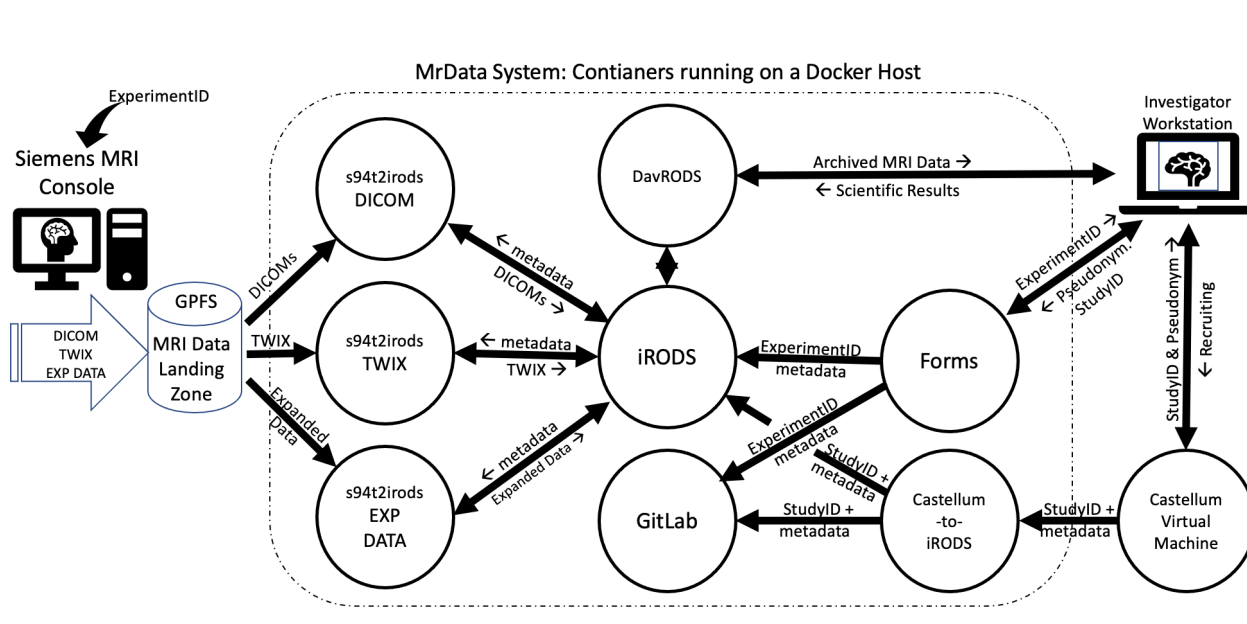 MrData System: Contianers running on a Docker Host
ExperimentID
Siemens MRI
Console
DICOM
TWIX
EXP DATA
GPFS
MRI Data
Landing
Zone
DICOMs
TWIX
Expanded
Data
s94t2irods
DICOM
s94t2irods
TWIX
s94t2irods
EXP
DATA
← metadata
DICOMs →
← metadata
TWIX →
← metadata
Expanded Data →
DavRODS
iRODS
GitLab
Archived MRI Data →
← Scientific Results
ExperimentID
metadata
ExperimentID
metadata
StudyID +
metadata
StudyID +
metadata
Forms
Castellum
-to-
iRODS
ExperimentID →
← Pseudonym.
StudyID
Investigator
Workstation
StudyID & Pseudonym →
← Recruiting
StudyID +
metadata
Castellum
Virtual
Machine